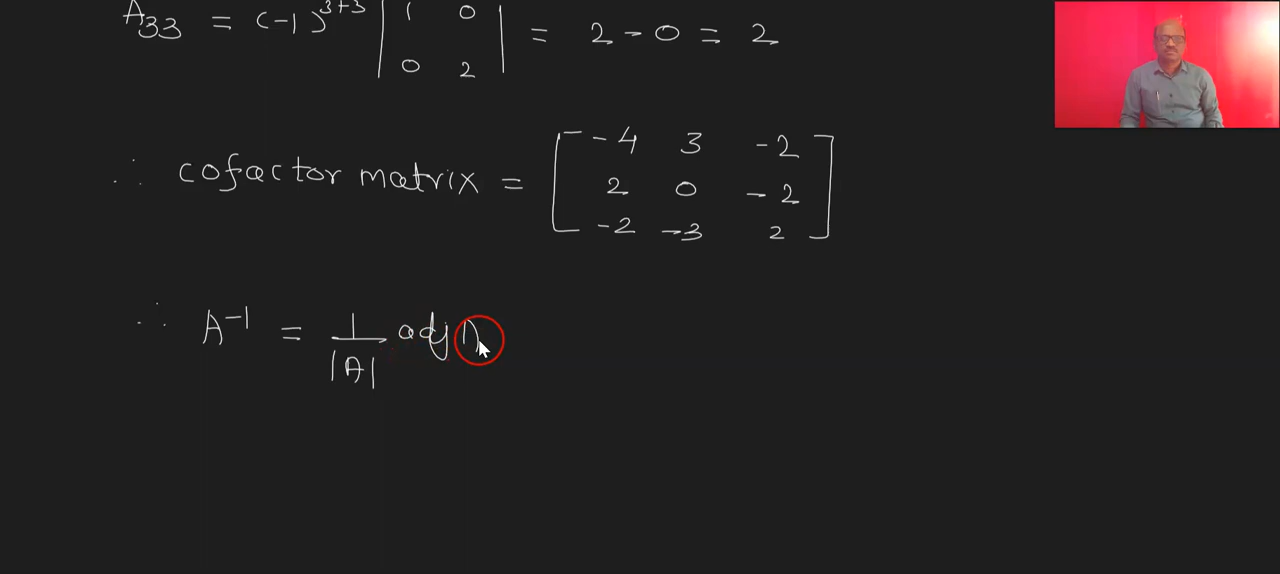 A33 = (-1)^3+3 | 1 0 | = 2 - 0 = 2
| 0 2 |
∴ cofactor matrix = [ -4 3 -2
2 0 -2
-2 -3 2 ]
∴ A^-1 = 1/|A| adj A